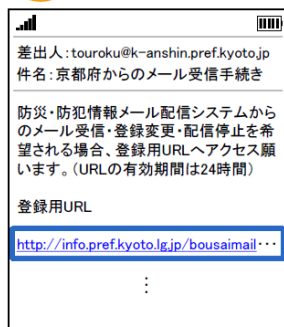 差出人:touroku@k-anshin.pref.kyoto.jp
件名:京都府からのメール受信手続き
防災・防犯情報メール配信システムから
のメール受信・登録変更・配信停止を希
望される場合、登録用URLへアクセス願
います。(URLの有効期間は24時間)
登録用URL
http://info.pref.kyoto.lg.jp/bousaimail・・・
⋮